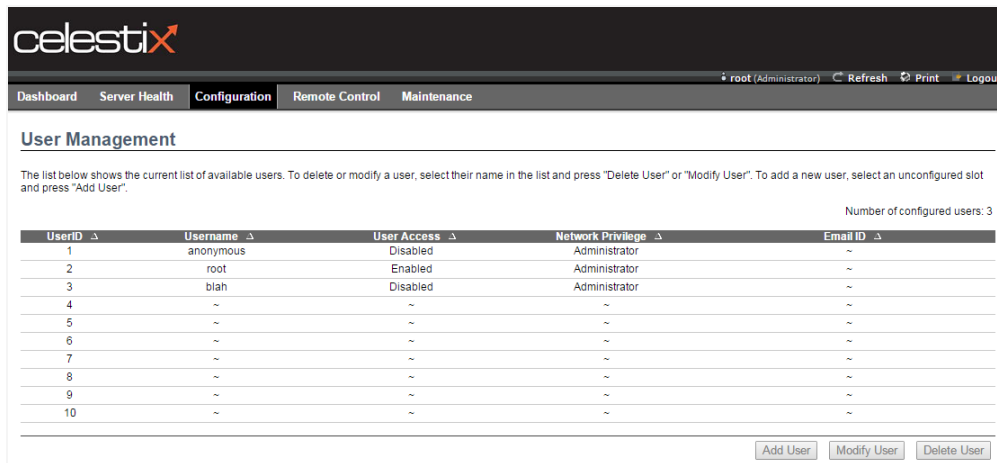 celestix
root (Administrator) Refresh Print Logou
Dashboard Server Health Configuration Remote Control Maintenance
User Management
The list below shows the current list of available users. To delete or modify a user, select their name in the list and press "Delete User" or "Modify User". To add a new user, select an unconfigured slot
and press "Add User".
Number of configured users: 3
UserID Username User Access Network Privilege Email ID
1 anonymous Disabled Administrator ~
2 root Enabled Administrator ~
3 blah Disabled Administrator ~
4 ~ ~ ~ ~
5 ~ ~ ~ ~
6 ~ ~ ~ ~
7 ~ ~ ~ ~
8 ~ ~ ~ ~
9 ~ ~ ~ ~
10 ~ ~ ~ ~
Add User Modify User Delete User